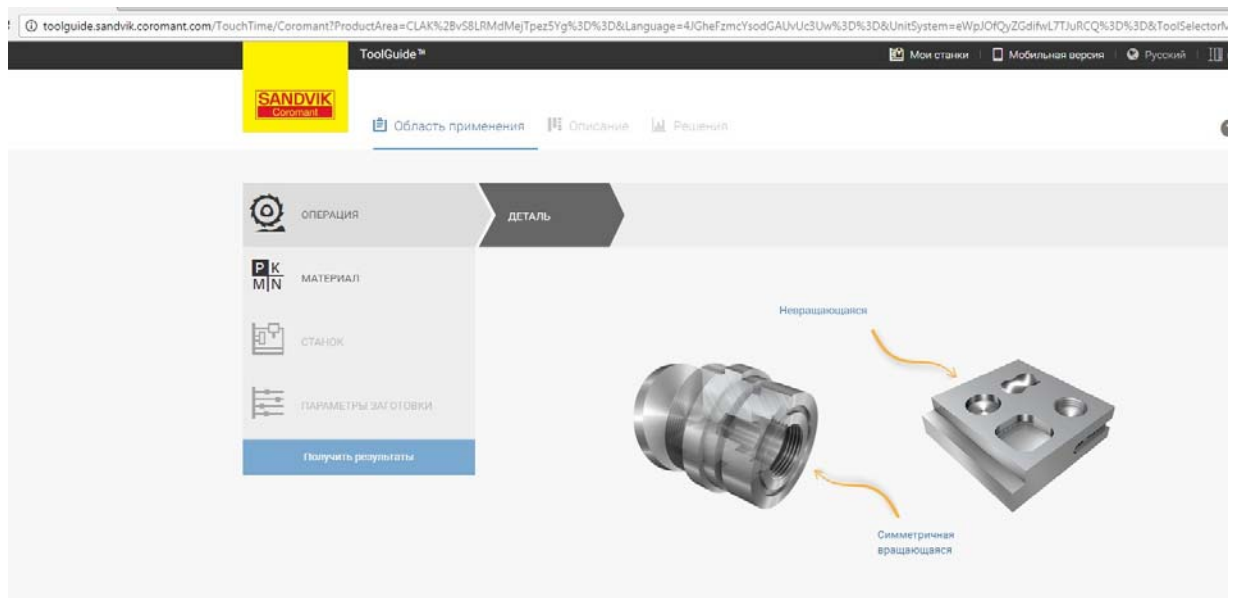 toolguide.sandvik.coromant.com/TouchTime/Coromant?ProductArea=CLAK%2BvS8LRMdMejTpez5Yg%3D%3D&Language=4JGheFzmcYsodGAUvUc3Uw%3D%3D&UnitSystem=eWpJOfQyZGdifwL7TJuRCQ%3D%3D&ToolSelectorM
ToolGuide™
Мои станки
Мобильная версия
Русский
SANDVIK
Coromant
Область применения
Описание
Решения
ОПЕРАЦИЯ
ДЕТАЛЬ
P K
M N
МАТЕРИАЛ
СТАНОК
ПАРАМЕТРЫ ЗАГОТОВКИ
Получить результаты
Невращающаяся
Симметричная
вращающаяся